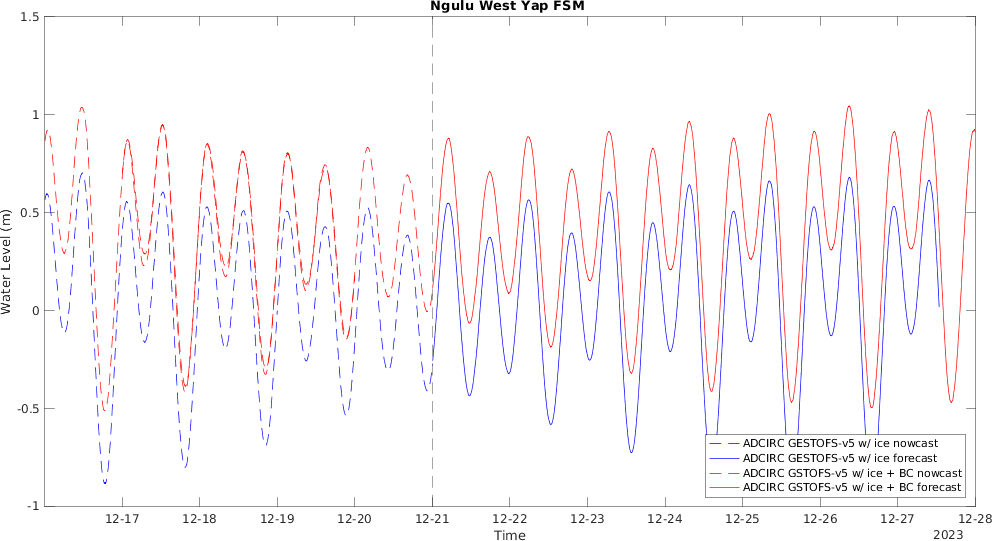 Ngulu West Yap FSM
1.5
1
0.5
0
-0.5
-1
Water Level (m)
ADCIRC GESTOFS-v5 w/ ice nowcast
ADCIRC GESTOFS-v5 w/ ice forecast
ADCIRC GSTOFS-v5 w/ ice + BC nowcast
ADCIRC GSTOFS-v5 w/ ice + BC forecast
12-17 12-18 12-19 12-20 12-21 12-22 12-23 12-24 12-25 12-26 12-27 12-28
Time
2023